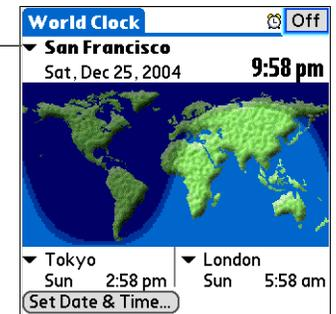 World Clock Off
San Francisco
Sat, Dec 25, 2004 9:58 pm
Tokyo London
Sun 2:58 pm Sun 5:58 am
Set Date & Time...